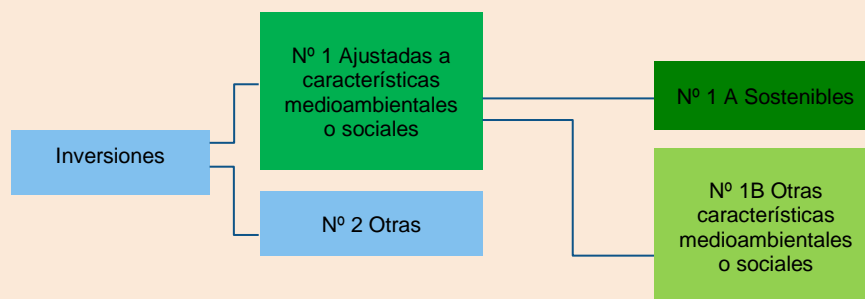 Inversiones
Nº 1 Ajustadas a
características
medioambientales
o sociales
Nº 2 Otras
Nº 1 A Sostenibles
Nº 1B Otras
características
medioambientales
o sociales